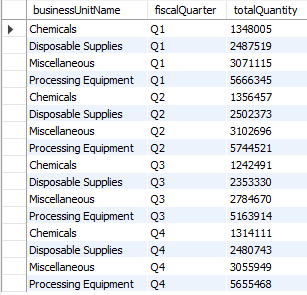 businessUnitName fiscalQuarter totalQuantity
Chemicals Q1 1348005
Disposable Supplies Q1 2487519
Miscellaneous Q1 3071115
Processing Equipment Q1 5666345
Chemicals Q2 1356457
Disposable Supplies Q2 2502373
Miscellaneous Q2 3102696
Processing Equipment Q2 5744521
Chemicals Q3 1242491
Disposable Supplies Q3 2353330
Miscellaneous Q3 2784670
Processing Equipment Q3 5163914
Chemicals Q4 1314111
Disposable Supplies Q4 2480743
Miscellaneous Q4 3055949
Processing Equipment Q4 5655468